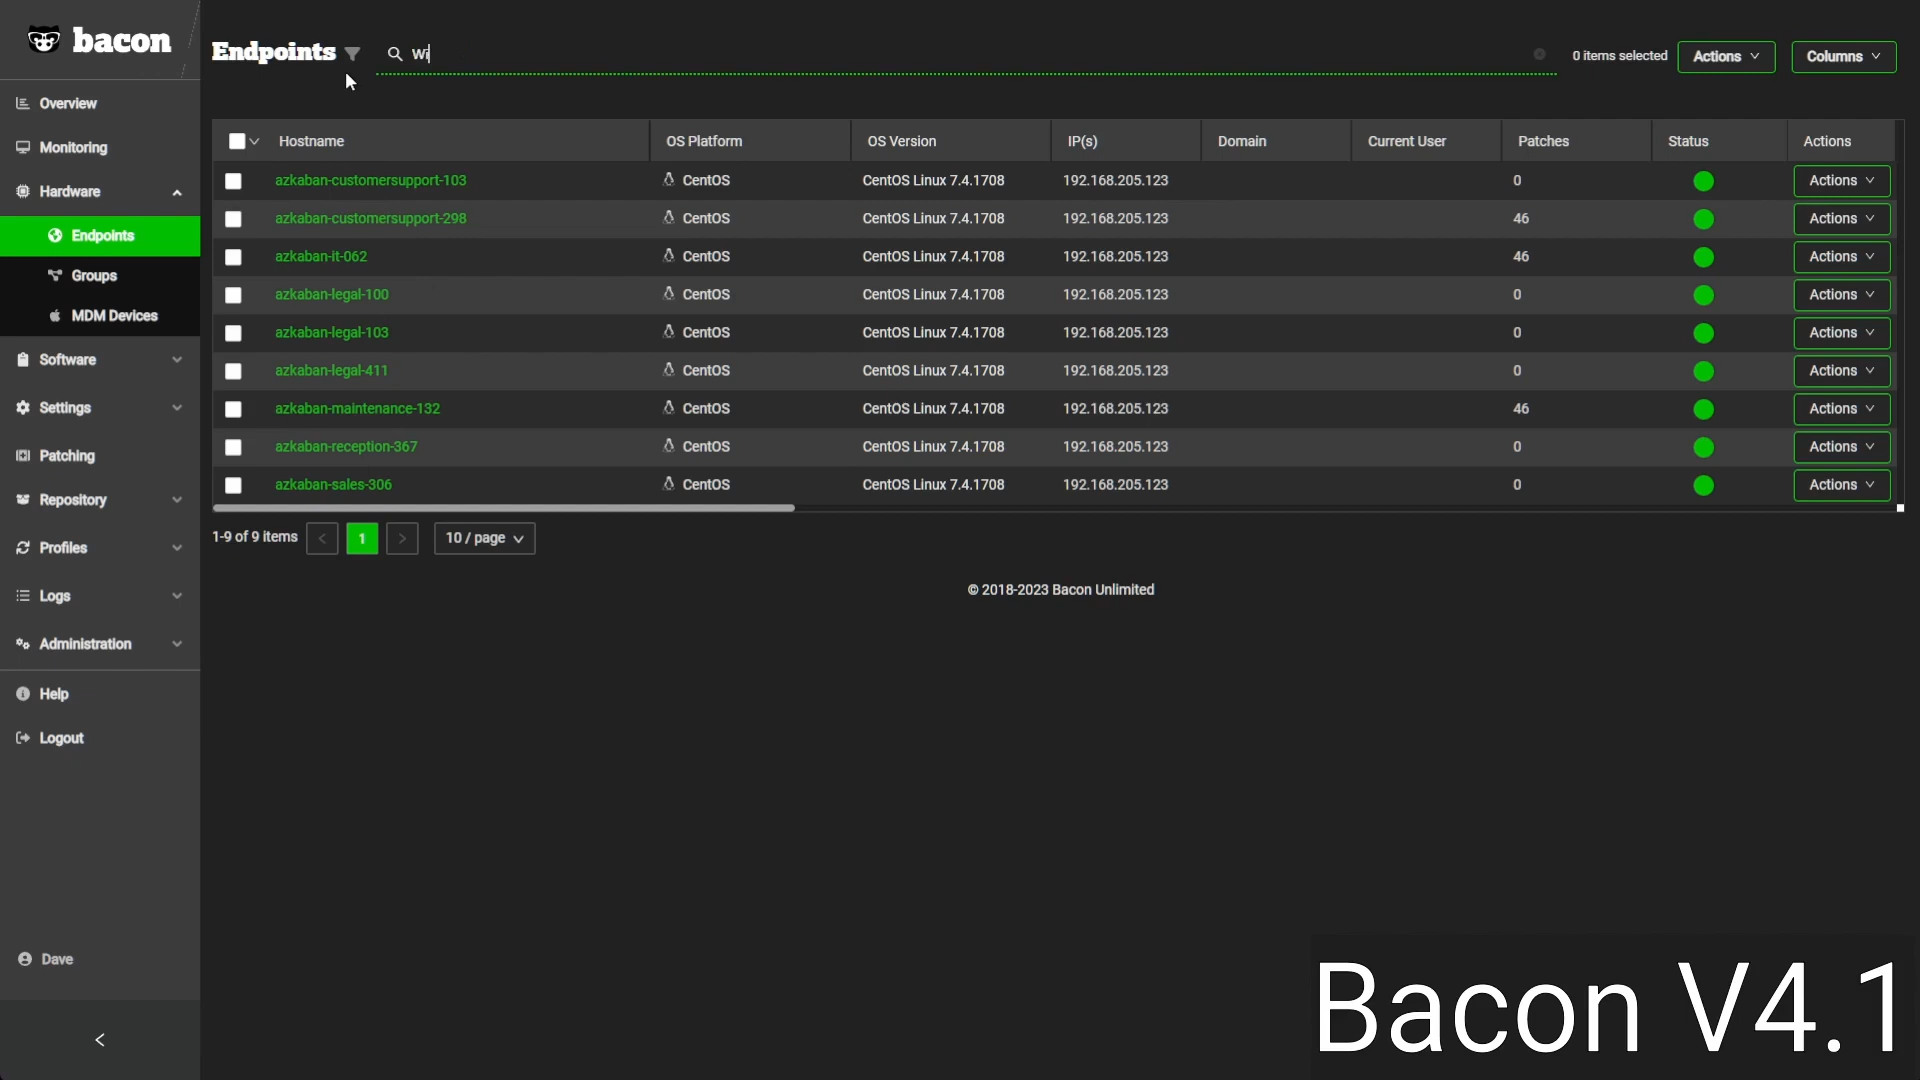 bacon
Endpoints
Wi
0 items selected
Actions
Columns
Overview
Monitoring
Hardware
Endpoints
Groups
MDM Devices
Software
Settings
Patching
Repository
Profiles
Logs
Administration
Help
Logout
Dave
Hostname OS Platform OS Version IP(s) Domain Current User Patches Status Actions
azkaban-customersupport-103 CentOS CentOS Linux 7.4.1708 192.168.205.123 0 Actions
azkaban-customersupport-298 CentOS CentOS Linux 7.4.1708 192.168.205.123 46 Actions
azkaban-it-062 CentOS CentOS Linux 7.4.1708 192.168.205.123 46 Actions
azkaban-legal-100 CentOS CentOS Linux 7.4.1708 192.168.205.123 0 Actions
azkaban-legal-103 CentOS CentOS Linux 7.4.1708 192.168.205.123 0 Actions
azkaban-legal-411 CentOS CentOS Linux 7.4.1708 192.168.205.123 0 Actions
azkaban-maintenance-132 CentOS CentOS Linux 7.4.1708 192.168.205.123 46 Actions
azkaban-reception-367 CentOS CentOS Linux 7.4.1708 192.168.205.123 0 Actions
azkaban-sales-306 CentOS CentOS Linux 7.4.1708 192.168.205.123 0 Actions
1-9 of 9 items < 1 > 10 / page
© 2018-2023 Bacon Unlimited
Bacon V4.1